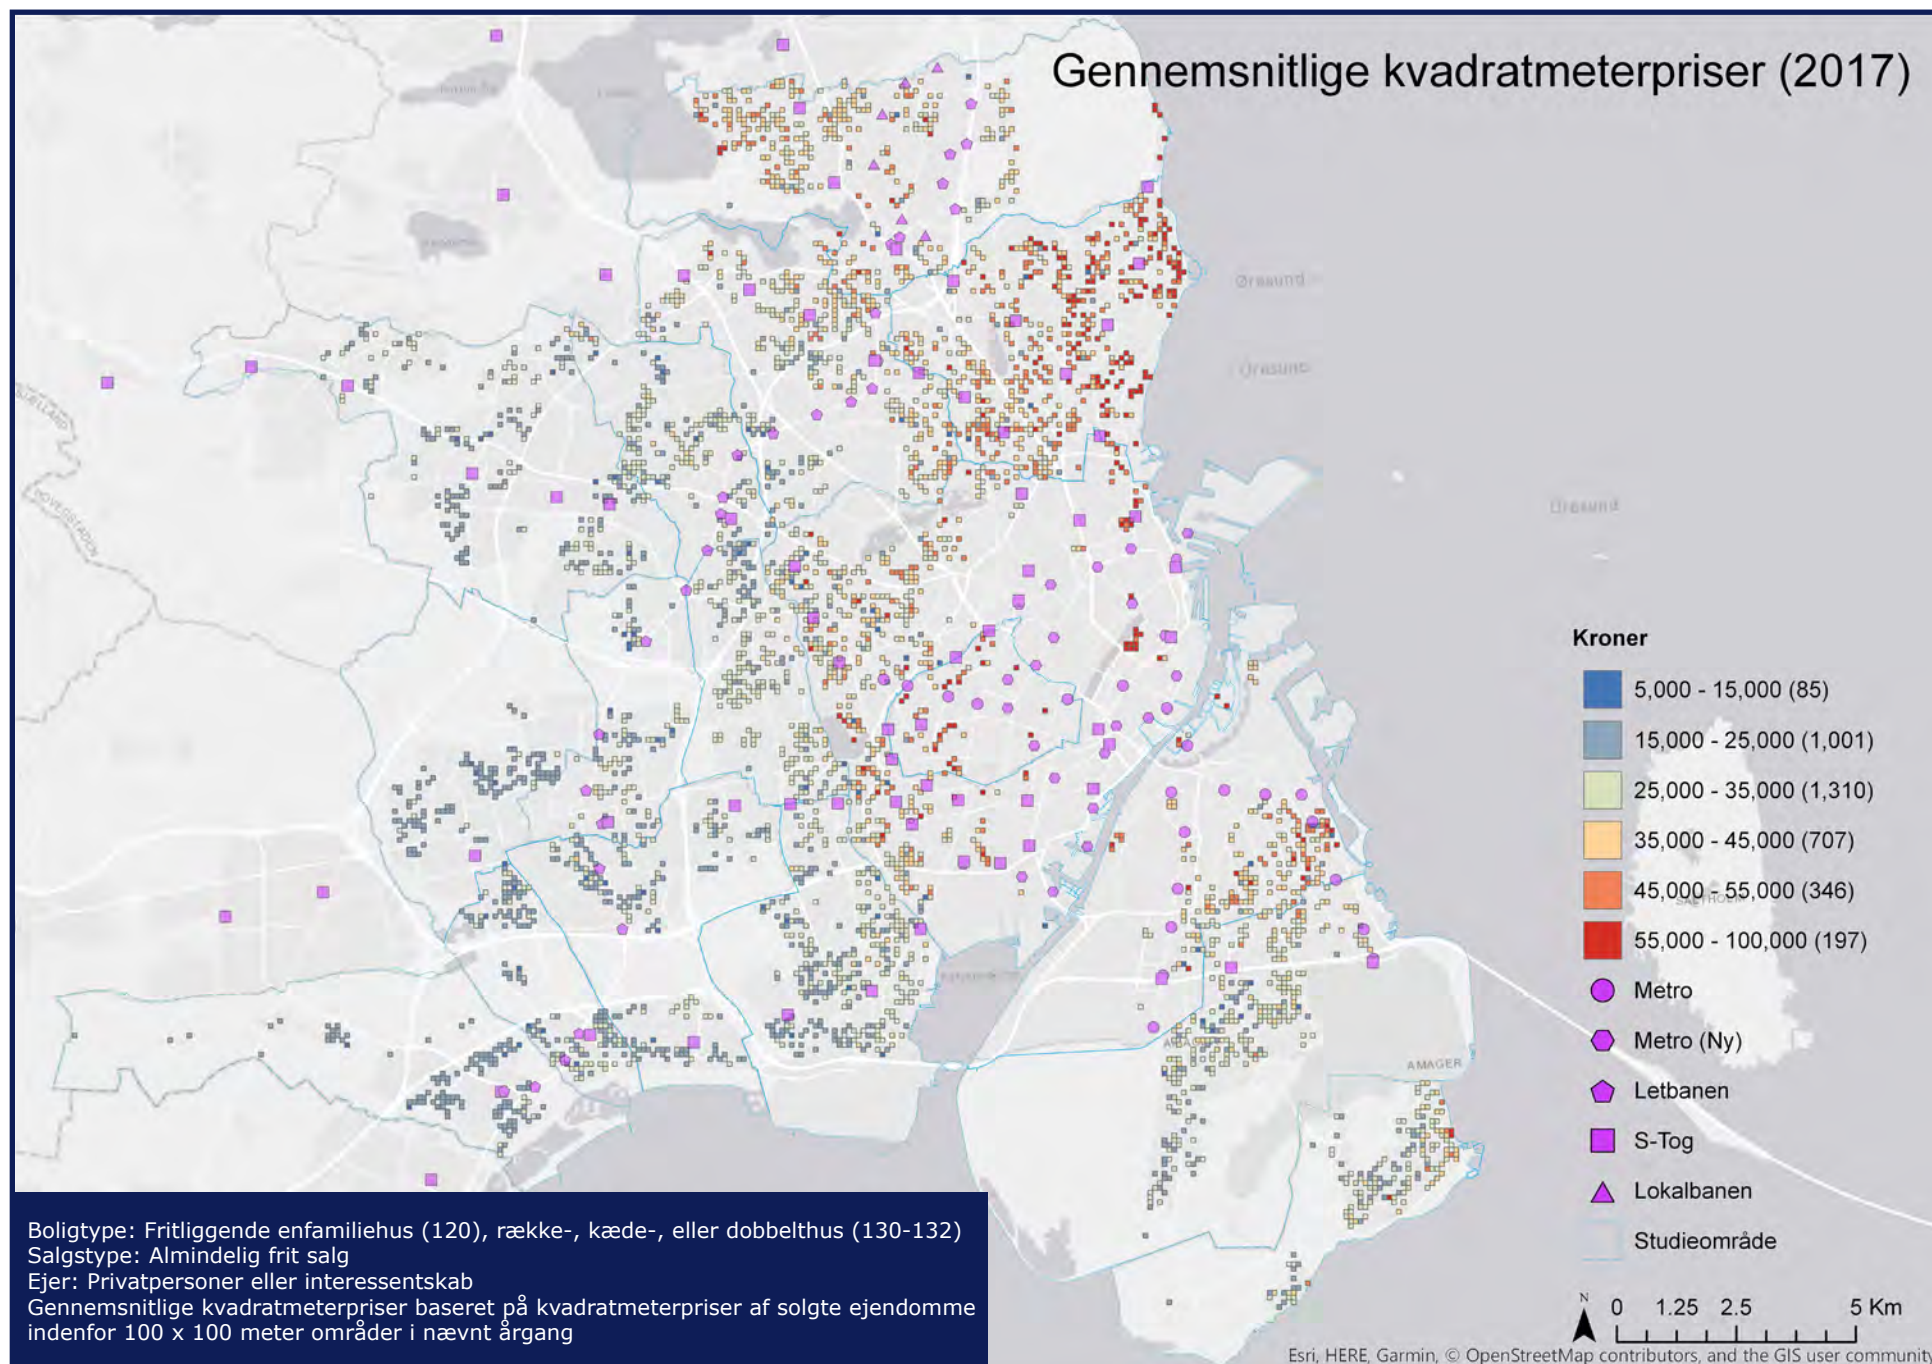 Gennemsnitlige kvadratmeterpriser (2017)
Øresund
Öresund
Öresund
SJÆLLAND
HOVEDSTADEN
Kroner
5,000 - 15,000 (85)
15,000 - 25,000 (1,001)
25,000 - 35,000 (1,310)
35,000 - 45,000 (707)
45,000 - 55,000 (346)
SALTHOLM
55,000 - 100,000 (197)
Metro
Metro (Ny)
AMAGER
Letbanen
S-Tog
Lokalbanen
Studieområde
Boligtype: Fritliggende enfamiliehus (120), række-, kæde-, eller dobbelthus (130-132)
Salgstype: Almindelig frit salg
Ejer: Privatpersoner eller interessentskab
Gennemsnitlige kvadratmeterpriser baseret på kvadratmeterpriser af solgte ejendomme
indenfor 100 x 100 meter områder i nævnt årgang
N
0 1.25 2.5 5 Km
Esri, HERE, Garmin, © OpenStreetMap contributors, and the GIS user community